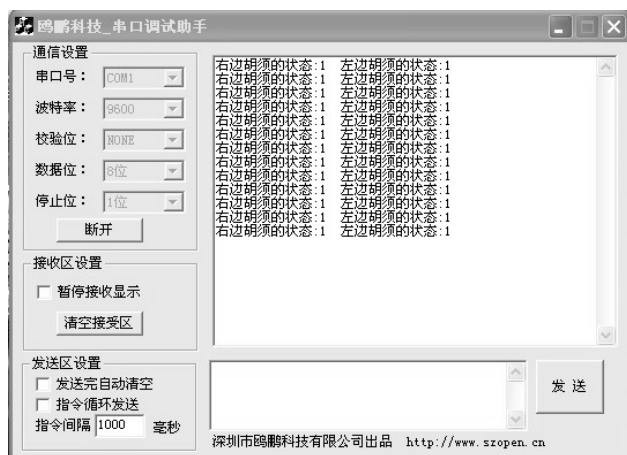 鸥鹏科技_串口调试助手
通信设置
串口号： COM1
波特率： 9600
校验位： NONE
数据位： 8位
停止位： 1位
断开
接收区设置
暂停接收显示
清空接受区
发送区设置
发送完自动清空
指令循环发送
指令间隔 1000 毫秒
右边胡须的状态:1 左边胡须的状态:1
右边胡须的状态:1 左边胡须的状态:1
右边胡须的状态:1 左边胡须的状态:1
右边胡须的状态:1 左边胡须的状态:1
右边胡须的状态:1 左边胡须的状态:1
右边胡须的状态:1 左边胡须的状态:1
右边胡须的状态:1 左边胡须的状态:1
右边胡须的状态:1 左边胡须的状态:1
右边胡须的状态:1 左边胡须的状态:1
右边胡须的状态:1 左边胡须的状态:1
右边胡须的状态:1 左边胡须的状态:1
右边胡须的状态:1 左边胡须的状态:1
右边胡须的状态:1 左边胡须的状态:1
发 送
深圳市鸥鹏科技有限公司出品 http://www.szopen.cn